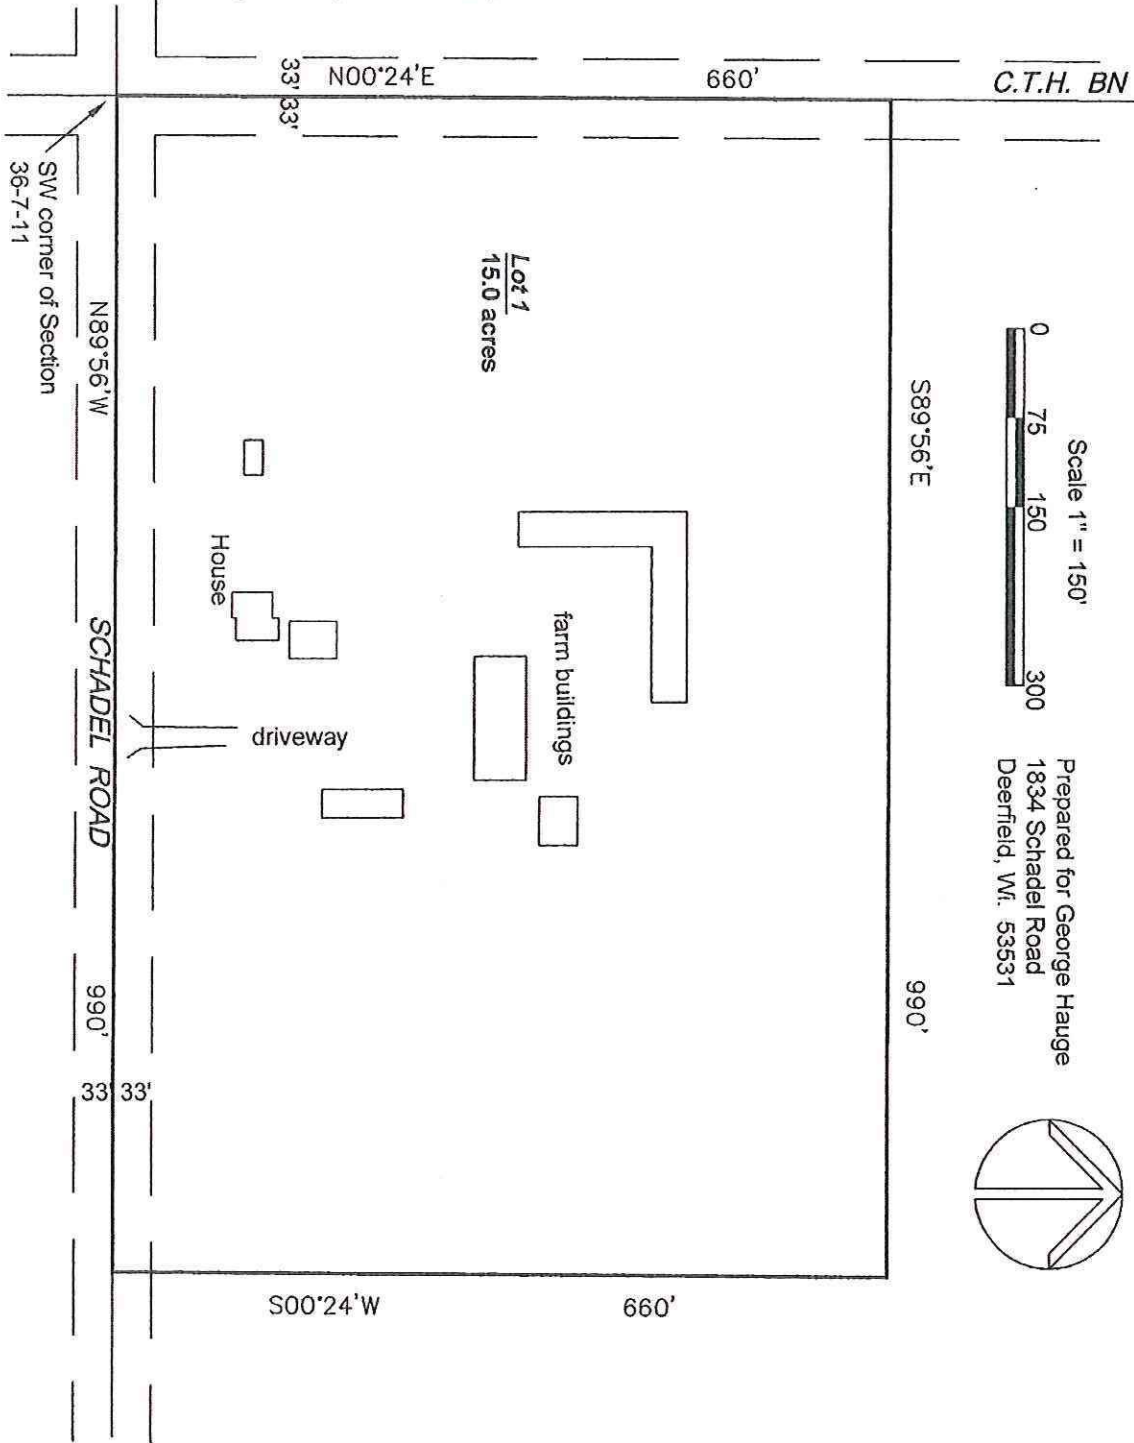 Scale 1" = 150'
0 75 150 300
Prepared for George Hauge
1834 Schadel Road
Deerfield, Wi. 53531
C.T.H. BN
660'
N00°24'E
33' 33'
S89°56'E
990'
Lot 1
15.0 acres
farm buildings
House
driveway
S00°24'W
660'
N89°56'W
SCHADEL ROAD
990'
33' 33'
SW corner of Section
36-7-11